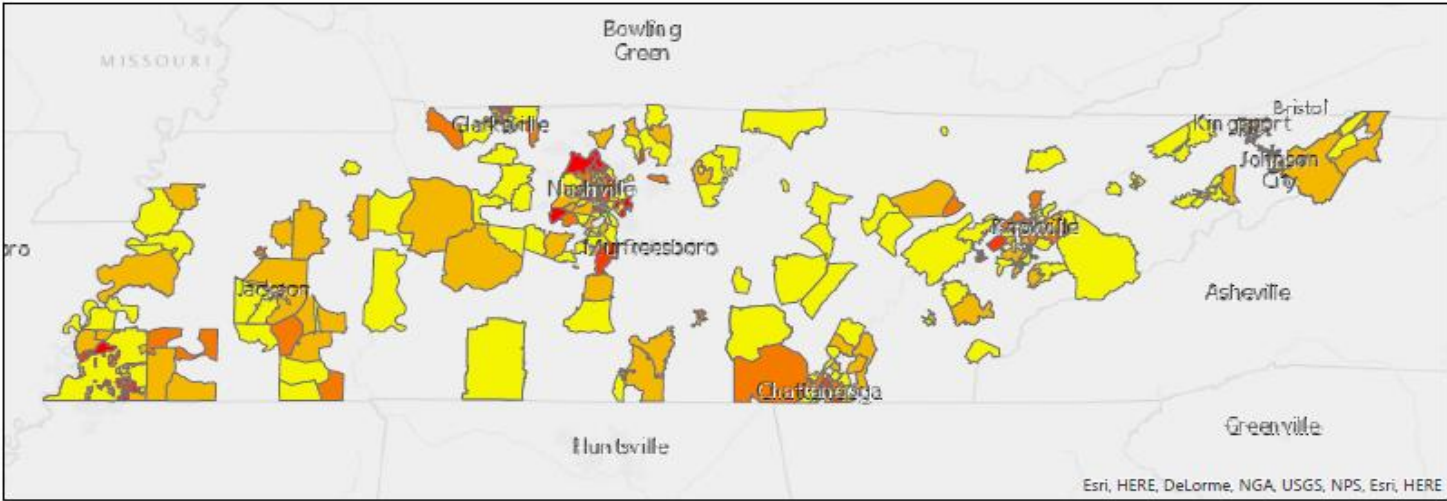 Bowling
Green
MISSOURI
Bristol
Clarksville
Kingsport
Johnson
City
Nashville
Knoxville
oro
Murfreesboro
Jackson
Asheville
Chattanooga
Greenville
Huntsville
Esri, HERE, DeLorme, NGA, USGS, NPS, Esri, HERE